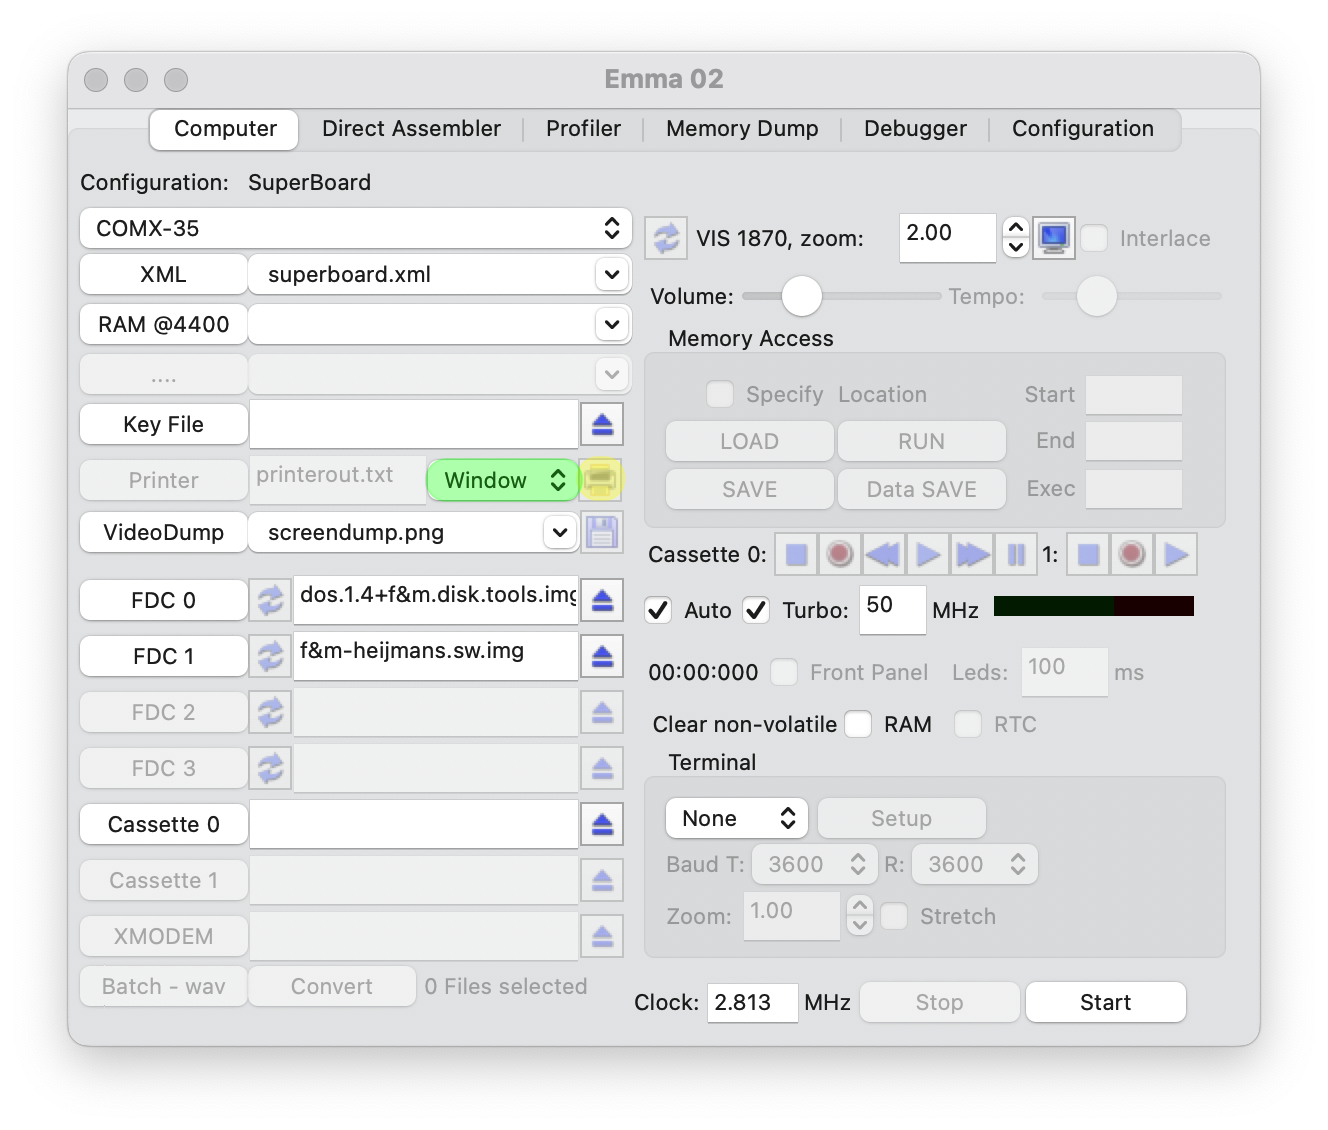 Emma 02
Computer Direct Assembler Profiler Memory Dump Debugger Configuration
Configuration: SuperBoard
COMX-35
XML superboard.xml
RAM @4400
....
Key File
Printer printerout.txt Window
VideoDump screendump.png
FDC 0 dos.1.4+f&m.disk.tools.img
FDC 1 f&m-heijmans.sw.img
FDC 2
FDC 3
Cassette 0
Cassette 1
XMODEM
Batch - wav Convert 0 Files selected
VIS 1870, zoom: 2.00 Interlace
Volume: Tempo:
Memory Access
Specify Location Start
LOAD RUN End
SAVE Data SAVE Exec
Cassette 0: 1:
Auto Turbo: 50 MHz
00:00:000 Front Panel Leds: 100 ms
Clear non-volatile RAM RTC
Terminal
None Setup
Baud T: 3600 R: 3600
Zoom: 1.00 Stretch
Clock: 2.813 MHz Stop Start